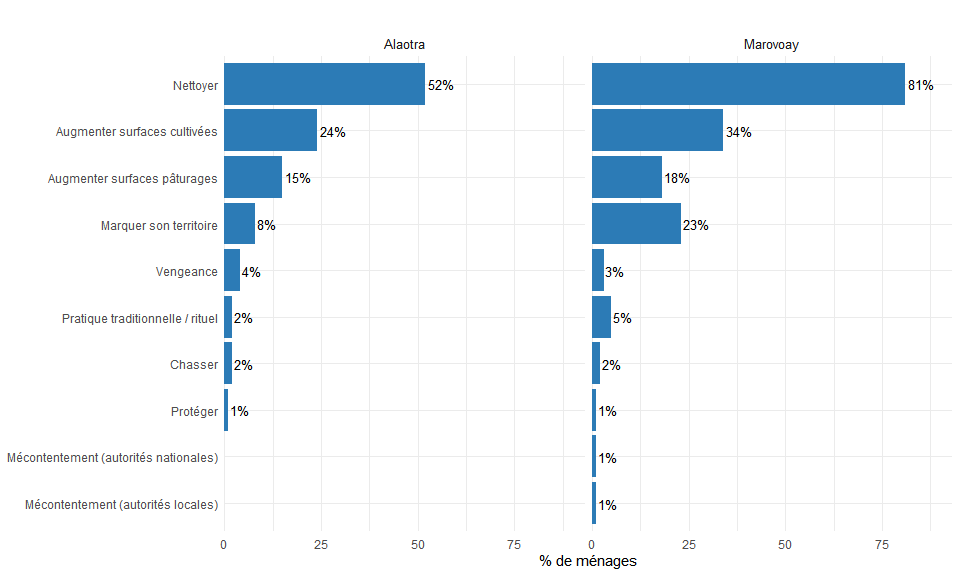 Alaotra Marovoay
Nettoyer 52% 81%
Augmenter surfaces cultivées 24% 34%
Augmenter surfaces pâturages 15% 18%
Marquer son territoire 8% 23%
Vengeance 4% 3%
Pratique traditionnelle / rituel 2% 5%
Chasser 2% 2%
Protéger 1% 1%
Mécontentement (autorités nationales) 1%
Mécontentement (autorités locales) 1%
0 25 50 75 0 25 50 75
% de ménages